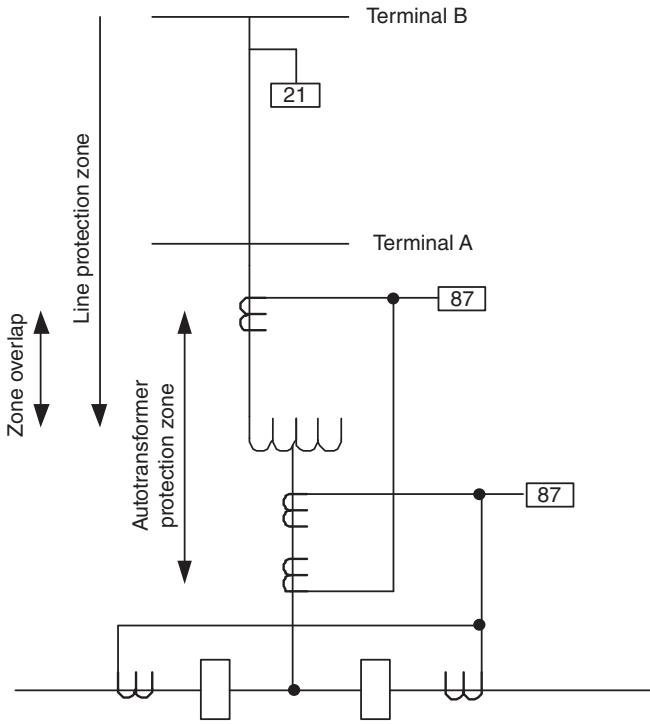 Terminal B
21
Line protection zone
Terminal A
87
Zone overlap
Autotransformer
protection zone
87